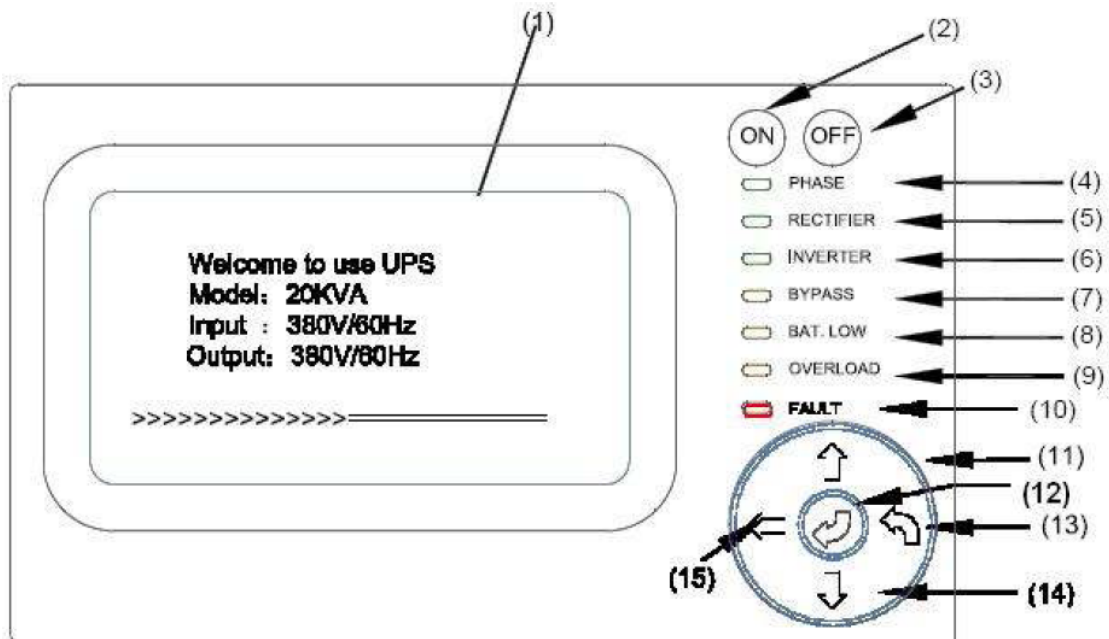 (1)
(2)
(3)
ON OFF
PHASE (4)
RECTIFIER (5)
INVERTER (6)
BYPASS (7)
BAT. LOW (8)
OVERLOAD (9)
FAULT (10)
Welcome to use UPS
Model: 20KVA
Input : 380V/60Hz
Output: 380V/60Hz
>>>>>>>>>>>>>>
(11)
(12)
(13)
(14)
(15)